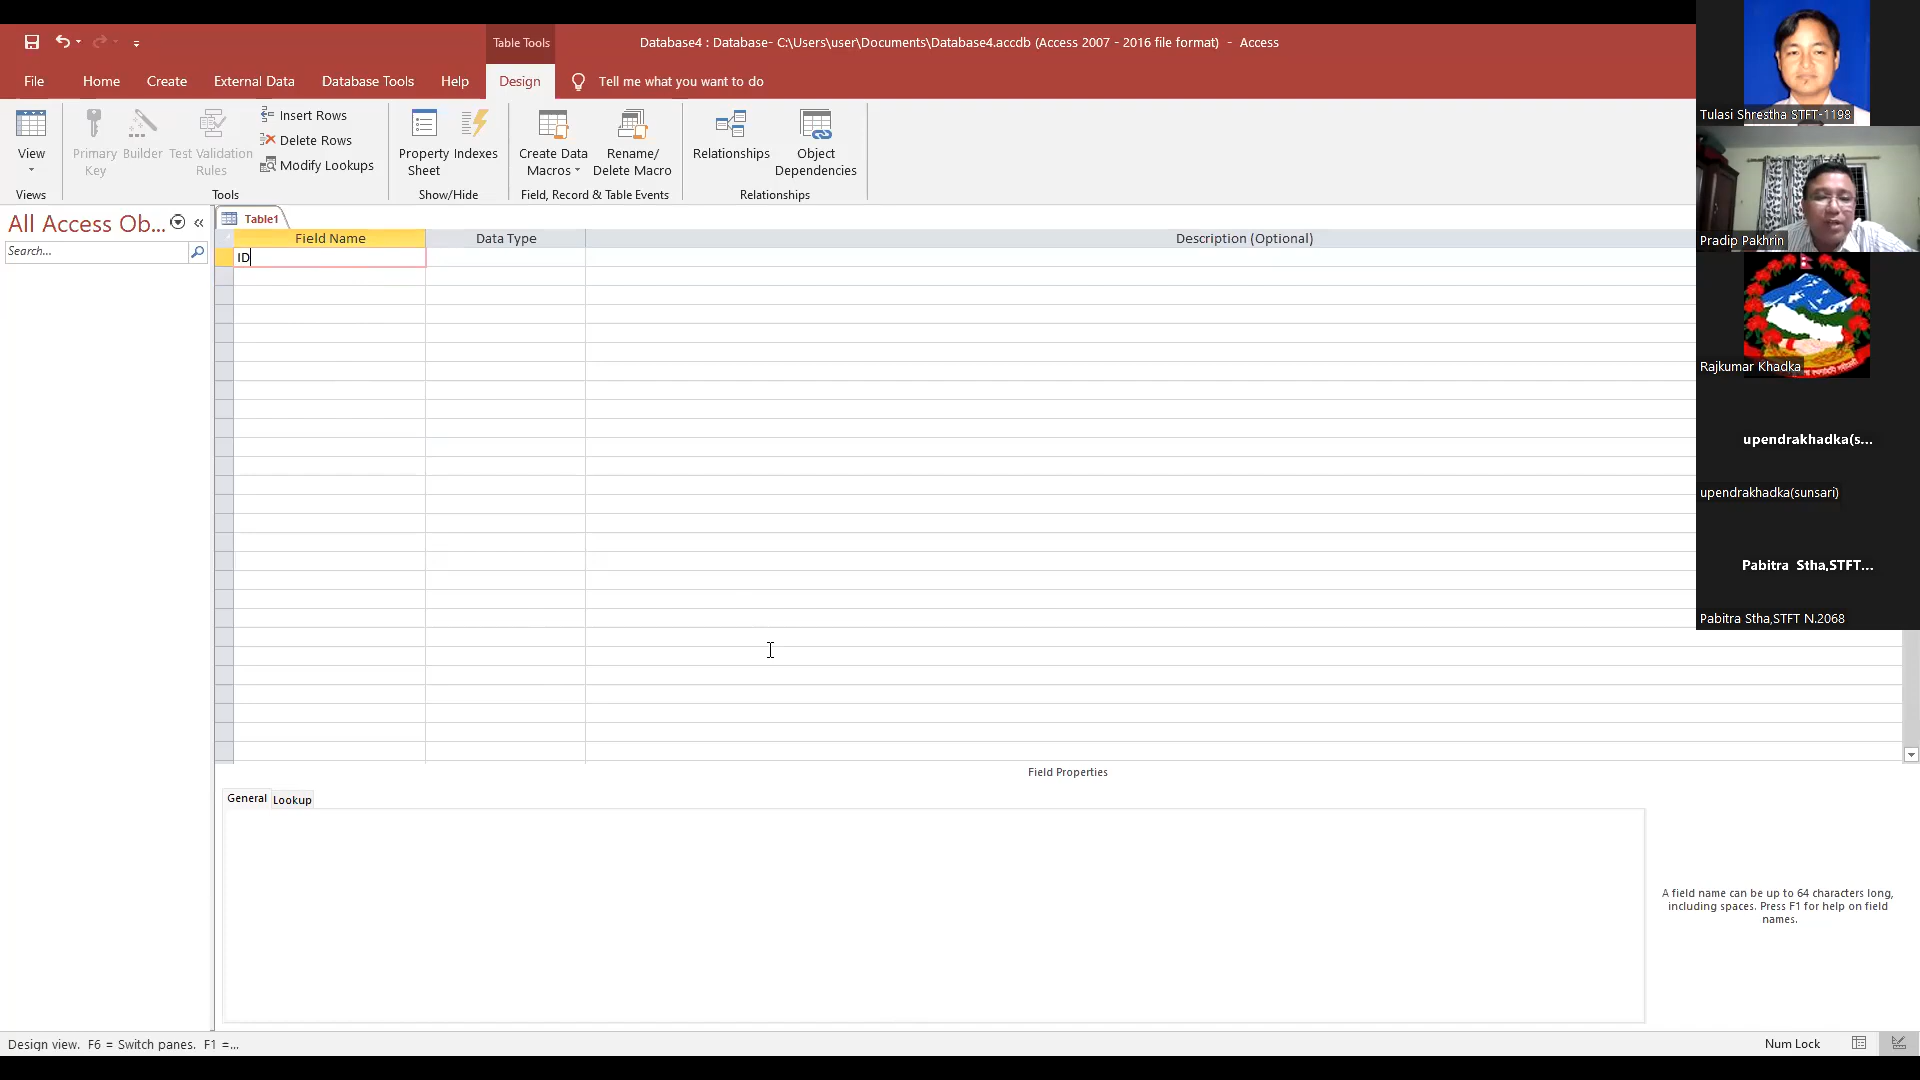 Table Tools
Database4 : Database- C:\Users\user\Documents\Database4.accdb (Access 2007 - 2016 file format)  -  Access
File
Home
Create
External Data
Database Tools
Help
Design
Tell me what you want to do
View
Views
Primary
Key
Builder
Test Validation
Rules
Insert Rows
Delete Rows
Modify Lookups
Tools
Property
Sheet
Indexes
Show/Hide
Create Data
Macros
Rename/
Delete Macro
Field, Record & Table Events
Relationships
Object
Dependencies
Relationships
All Access Ob...
Search...
Table1
Field Name
Data Type
Description (Optional)
ID
Field Properties
General
Lookup
A field name can be up to 64 characters long,
including spaces. Press F1 for help on field
names.
Design view.  F6 = Switch panes.  F1 =...
Num Lock
Tulasi Shrestha STFT-1198
Pradip Pakhrin
Rajkumar Khadka
upendrakhadka(s...
upendrakhadka(sunsari)
Pabitra Stha,STFT...
Pabitra Stha,STFT N.2068